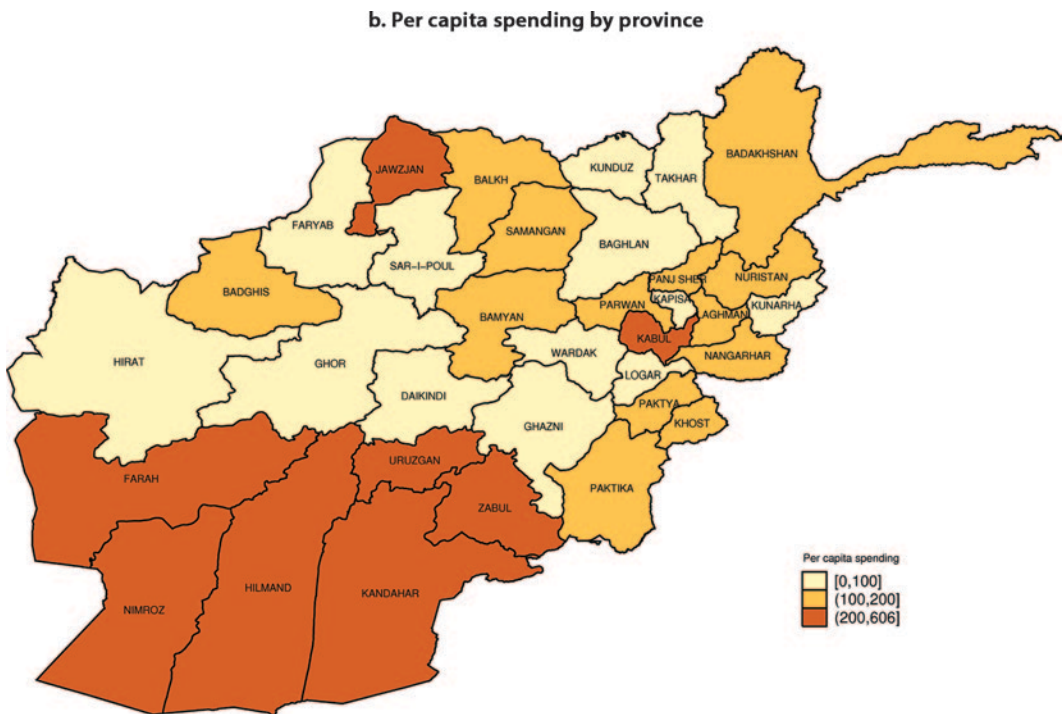 b. Per capita spending by province
JAWZJAN
BALKH
KUNDUZ
TAKHAR
BADAKHSHAN
FARYAB
SAMANGAN
BAGHLAN
SAR-I-POUL
BADGHIS
PANJ SHER
NURISTAN
PARWAN
KAPISA
KUNARHA
LAGHMAN
BAMYAN
KABUL
HIRAT
GHOR
WARDAK
NANGARHAR
LOGAR
DAIKINDI
PAKTYA
GHAZNI
KHOST
URUZGAN
FARAH
PAKTIKA
ZABUL
Per capita spending
[0,100]
(100,200]
(200,606]
HILMAND
KANDAHAR
NIMROZ